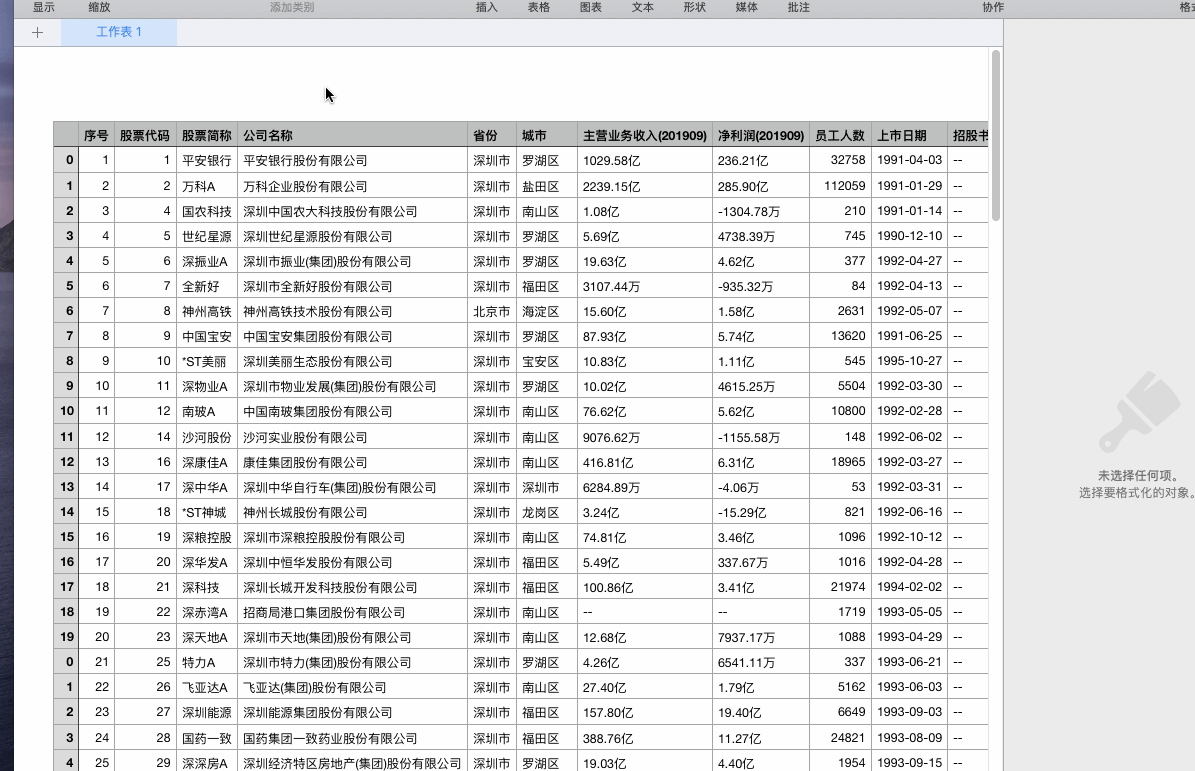 显示 缩放 添加类别 插入 表格 图表 文本 形状 媒体 批注 协作
工作表 1
序号 股票代码 股票简称 公司名称 省份 城市 主营业务收入(201909) 净利润(201909) 员工人数 上市日期 招股书
0 1 1 平安银行 平安银行股份有限公司 深圳市 罗湖区 1029.58亿 236.21亿 32758 1991-04-03 --
1 2 2 万科A 万科企业股份有限公司 深圳市 盐田区 2239.15亿 285.90亿 112059 1991-01-29 --
2 3 4 国农科技 深圳中国农大科技股份有限公司 深圳市 南山区 1.08亿 -1304.78万 210 1991-01-14 --
3 4 5 世纪星源 深圳世纪星源股份有限公司 深圳市 罗湖区 5.69亿 4738.39万 745 1990-12-10 --
4 5 6 深振业A 深圳市振业(集团)股份有限公司 深圳市 罗湖区 19.63亿 4.62亿 377 1992-04-27 --
5 6 7 全新好 深圳市全新好股份有限公司 深圳市 福田区 3107.44万 -935.32万 84 1992-04-13 --
6 7 8 神州高铁 神州高铁技术股份有限公司 北京市 海淀区 15.60亿 1.58亿 2631 1992-05-07 --
7 8 9 中国宝安 中国宝安集团股份有限公司 深圳市 罗湖区 87.93亿 5.74亿 13620 1991-06-25 --
8 9 10 *ST美丽 深圳美丽生态股份有限公司 深圳市 宝安区 10.83亿 1.11亿 545 1995-10-27 --
9 10 11 深物业A 深圳市物业发展(集团)股份有限公司 深圳市 罗湖区 10.02亿 4615.25万 5504 1992-03-30 --
10 11 12 南玻A 中国南玻集团股份有限公司 深圳市 南山区 76.62亿 5.62亿 10800 1992-02-28 --
11 12 14 沙河股份 沙河实业股份有限公司 深圳市 南山区 9076.62万 -1155.58万 148 1992-06-02 --
12 13 16 深康佳A 康佳集团股份有限公司 深圳市 南山区 416.81亿 6.31亿 18965 1992-03-27 --
13 14 17 深中华A 深圳中华自行车(集团)股份有限公司 深圳市 深圳市 6284.89万 -4.06万 53 1992-03-31 --
14 15 18 *ST神城 神州长城股份有限公司 深圳市 龙岗区 3.24亿 -15.29亿 821 1992-06-16 --
15 16 19 深粮控股 深圳市深粮控股股份有限公司 深圳市 南山区 74.81亿 3.46亿 1096 1992-10-12 --
16 17 20 深华发A 深圳中恒华发股份有限公司 深圳市 福田区 5.49亿 337.67万 1016 1992-04-28 --
17 18 21 深科技 深圳长城开发科技股份有限公司 深圳市 福田区 100.86亿 3.41亿 21974 1994-02-02 --
18 19 22 深赤湾A 招商局港口集团股份有限公司 深圳市 南山区 -- -- 1719 1993-05-05 --
19 20 23 深天地A 深圳市天地(集团)股份有限公司 深圳市 南山区 12.68亿 7937.17万 1088 1993-04-29 --
0 21 25 特力A 深圳市特力(集团)股份有限公司 深圳市 罗湖区 4.26亿 6541.11万 337 1993-06-21 --
1 22 26 飞亚达A 飞亚达(集团)股份有限公司 深圳市 南山区 27.40亿 1.79亿 5162 1993-06-03 --
2 23 27 深圳能源 深圳能源集团股份有限公司 深圳市 福田区 157.80亿 19.40亿 6649 1993-09-03 --
3 24 28 国药一致 国药集团一致药业股份有限公司 深圳市 福田区 388.76亿 11.27亿 24821 1993-08-09 --
4 25 29 深深房A 深圳经济特区房地产(集团)股份有限公司 深圳市 罗湖区 19.03亿 4.40亿 1954 1993-09-15 --
未选择任何项。
选择要格式化的对象。